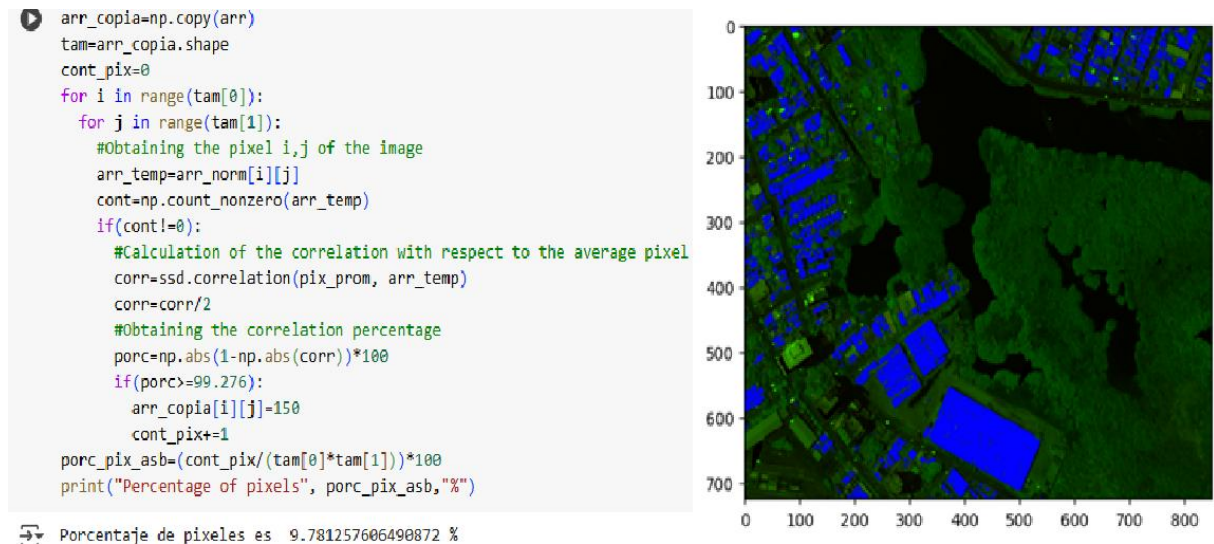 arr_copia=np.copy(arr)
tam=arr_copia.shape
cont_pix=0
for i in range(tam[0]):
for j in range(tam[1]):
#Obtaining the pixel i,j of the image
arr_temp=arr_norm[i][j]
cont=np.count_nonzero(arr_temp)
if(cont!=0):
#Calculation of the correlation with respect to the average pixel
corr=ssd.correlation(pix_prom, arr_temp)
corr=corr/2
#Obtaining the correlation percentage
porc=np.abs(1-np.abs(corr))*100
if(porc>=99.276):
arr_copia[i][j]=150
cont_pix+=1
porc_pix_asb=(cont_pix/(tam[0]*tam[1]))*100
print("Percentage of pixels", porc_pix_asb,"%")
Porcentaje de pixeles es 9.781257606490872 %
0
100
200
300
400
500
600
700
0 100 200 300 400 500 600 700 800